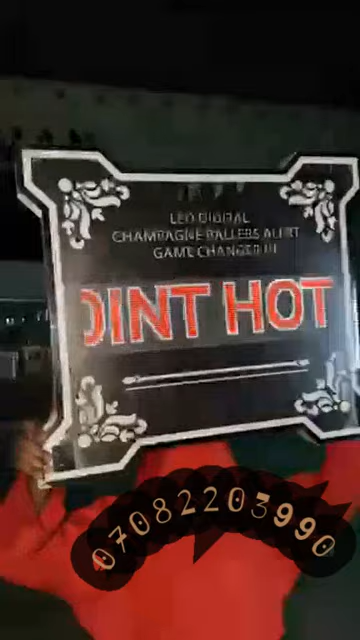 LED DIGITAL
CHAMPAGNE BALLERS ALERT
GAME CHANGER !!!
OINT HOT
07082203990